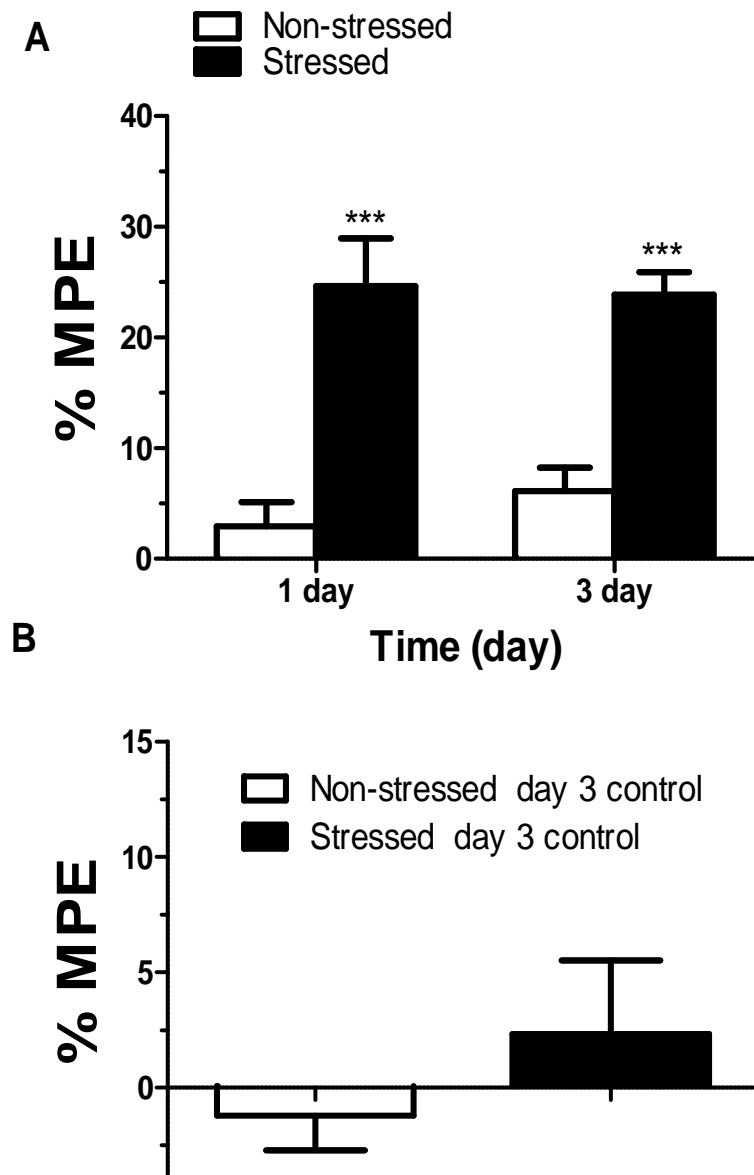 A
Non-stressed
Stressed
40
30
20
10
0
% MPE
***
***
1 day 3 day
Time (day)
B
15
10
5
0
% MPE
Non-stressed day 3 control
Stressed day 3 control